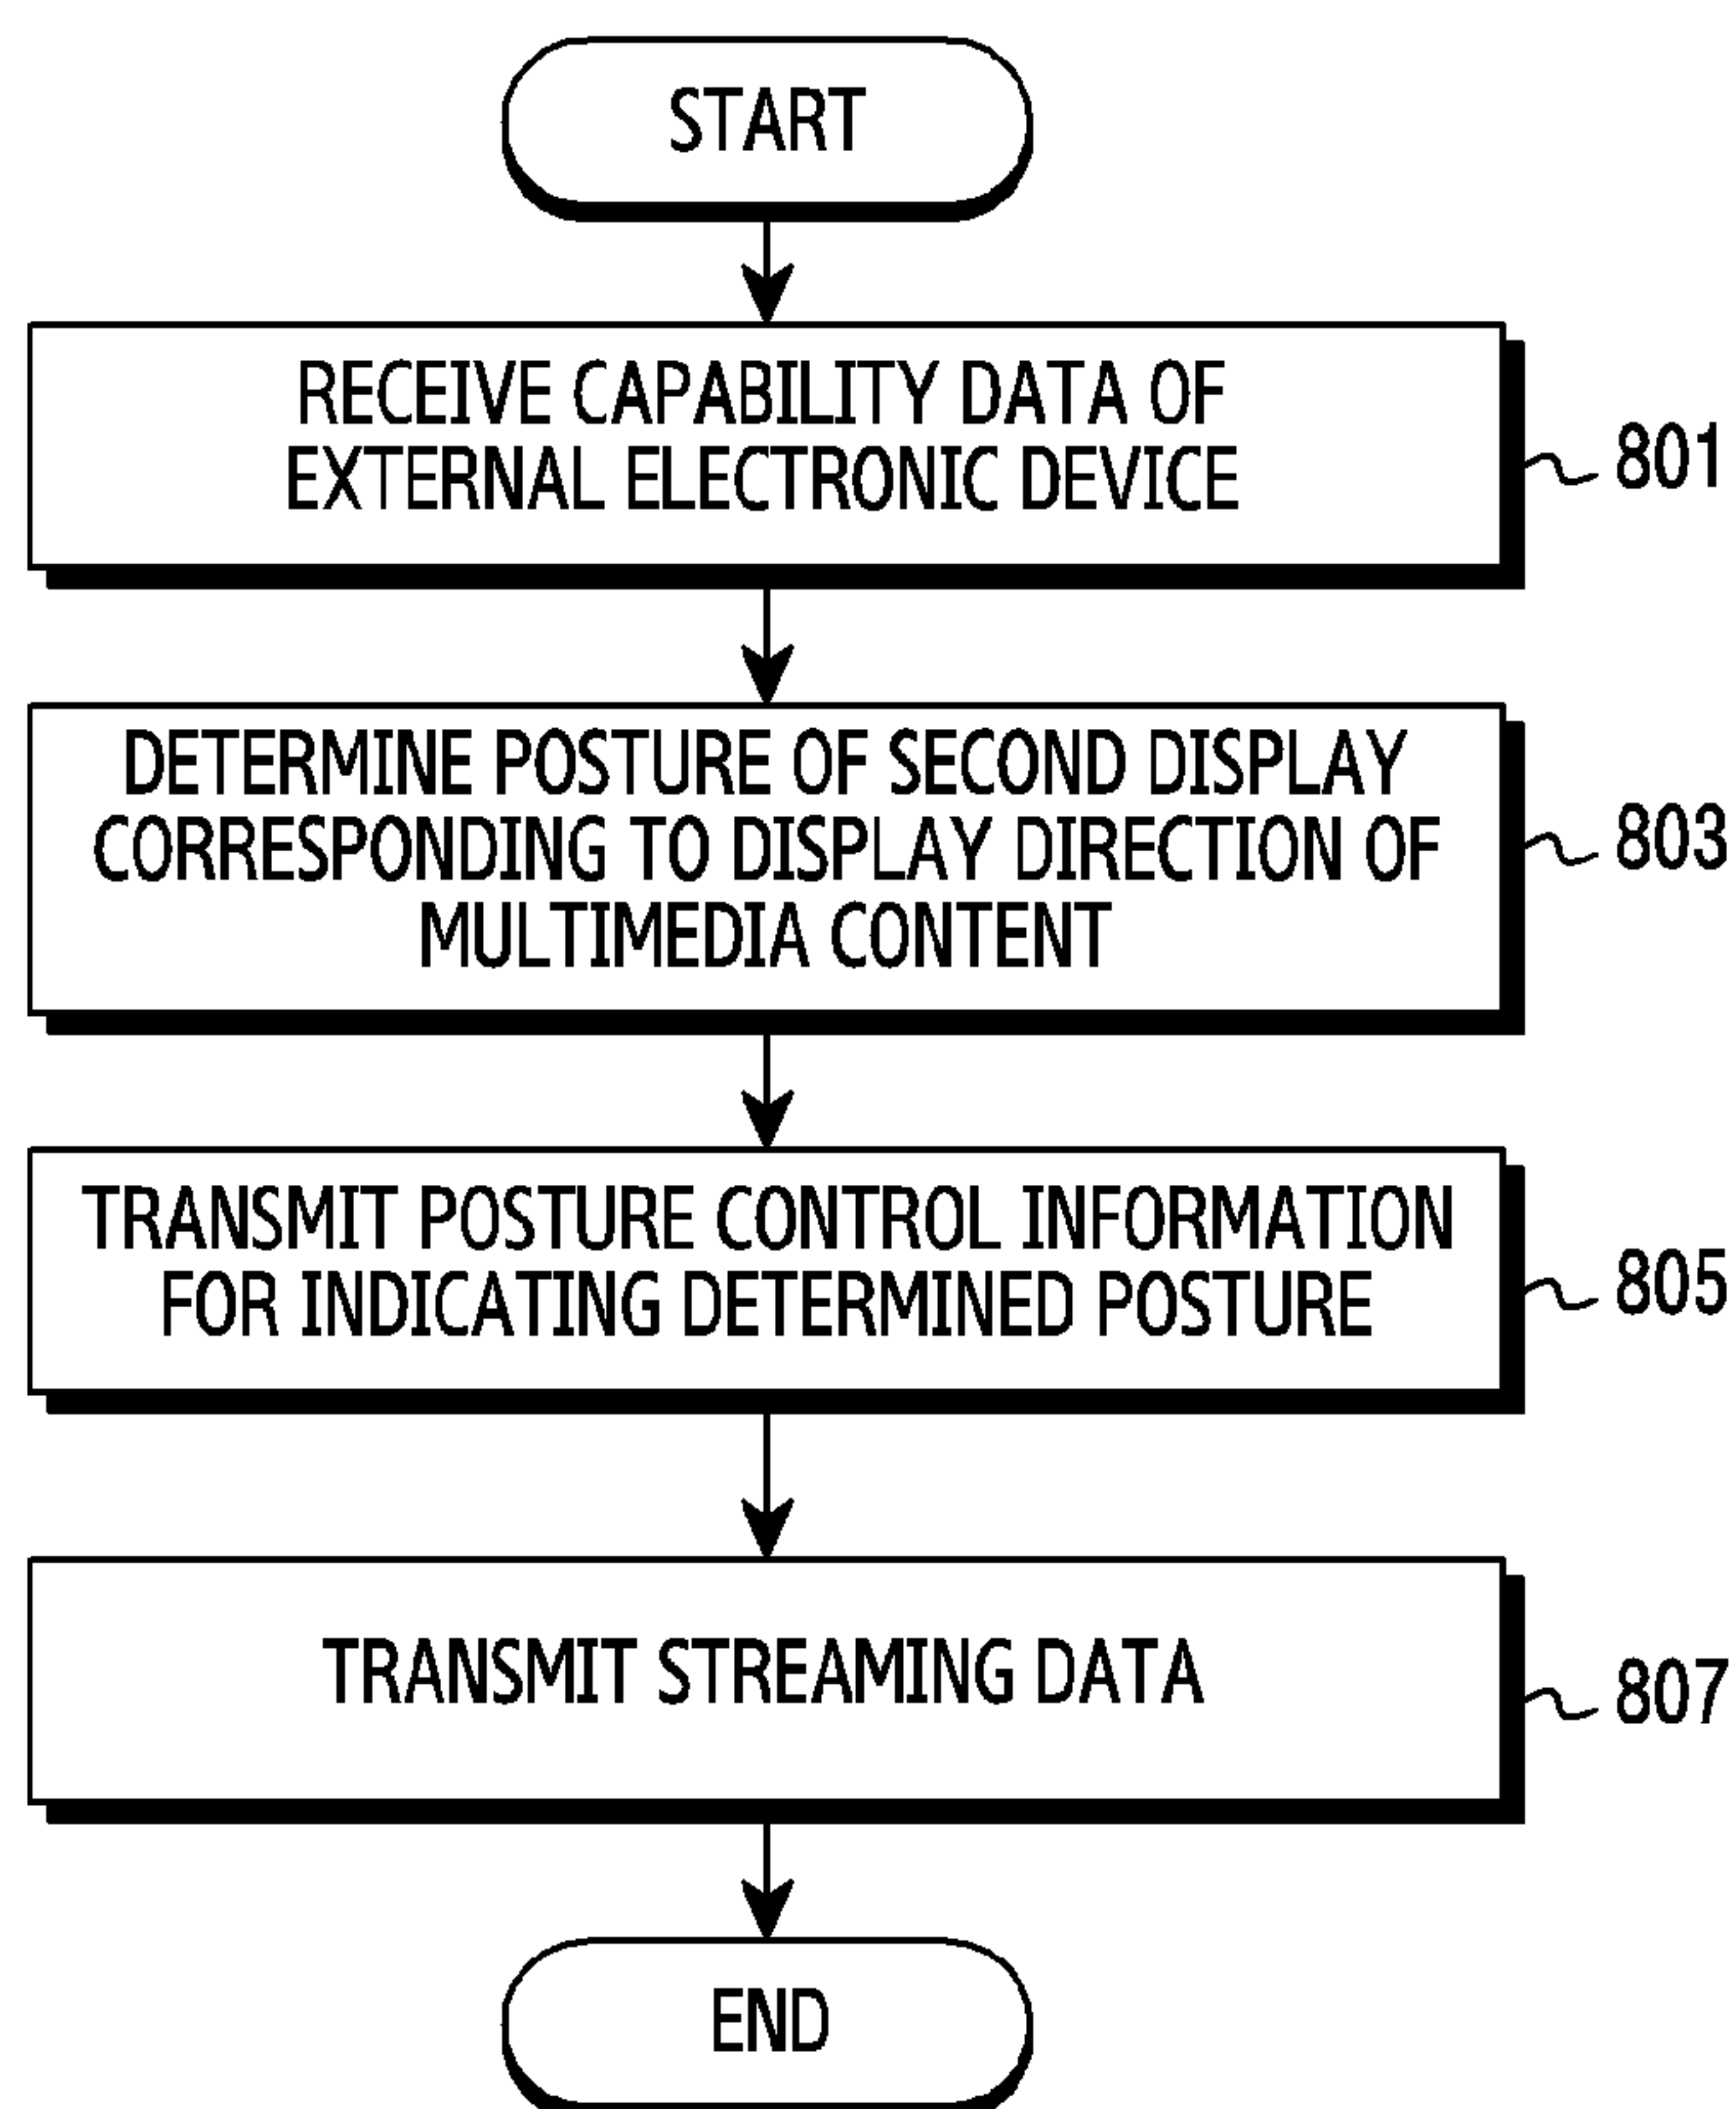 START
RECEIVE CAPABILITY DATA OF
EXTERNAL ELECTRONIC DEVICE
801
DETERMINE POSTURE OF SECOND DISPLAY
CORRESPONDING TO DISPLAY DIRECTION OF
MULTIMEDIA CONTENT
803
TRANSMIT POSTURE CONTROL INFORMATION
FOR INDICATING DETERMINED POSTURE
805
TRANSMIT STREAMING DATA
807
END